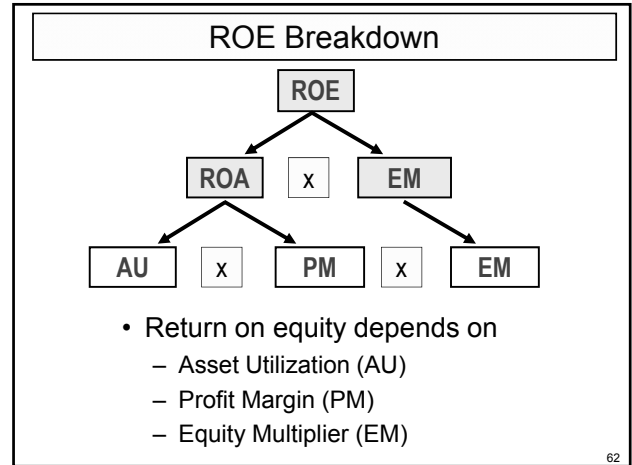 ROE Breakdown
ROE
ROA x EM
AU x PM x EM
• Return on equity depends on
– Asset Utilization (AU)
– Profit Margin (PM)
– Equity Multiplier (EM)
62